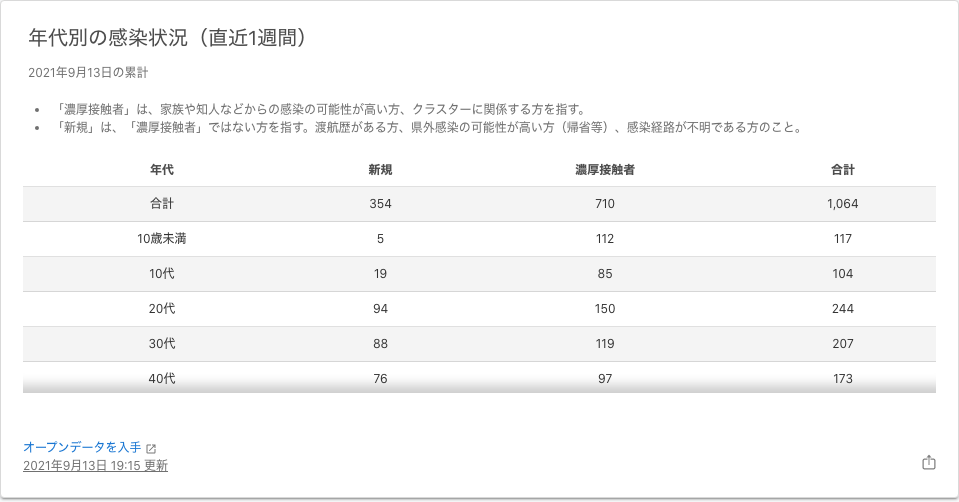 年代別の感染状況（直近1週間）
2021年9月13日の累計
• 「濃厚接触者」は、家族や知人などからの感染の可能性が高い方、クラスターに関係する方を指す。
• 「新規」は、「濃厚接触者」ではない方を指す。渡航歴がある方、県外感染の可能性が高い方（帰省等）、感染経路が不明である方のこと。
年代 新規 濃厚接触者 合計
合計 354 710 1,064
10歳未満 5 112 117
10代 19 85 104
20代 94 150 244
30代 88 119 207
40代 76 97 173
オープンデータを入手
2021年9月13日 19:15 更新